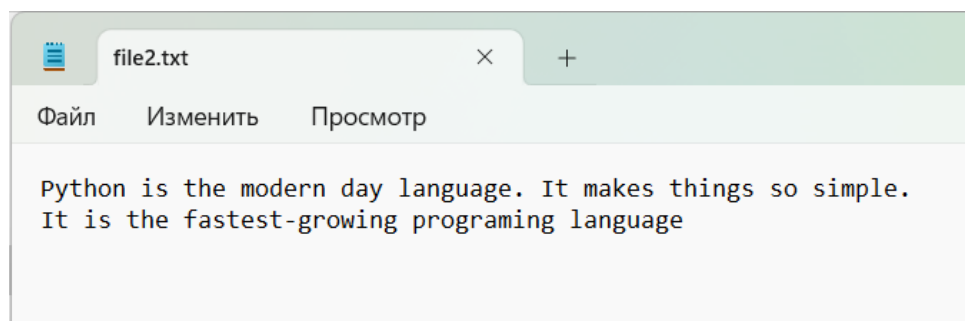 file2.txt
Файл Изменить Просмотр
Python is the modern day language. It makes things so simple.
It is the fastest-growing programing language